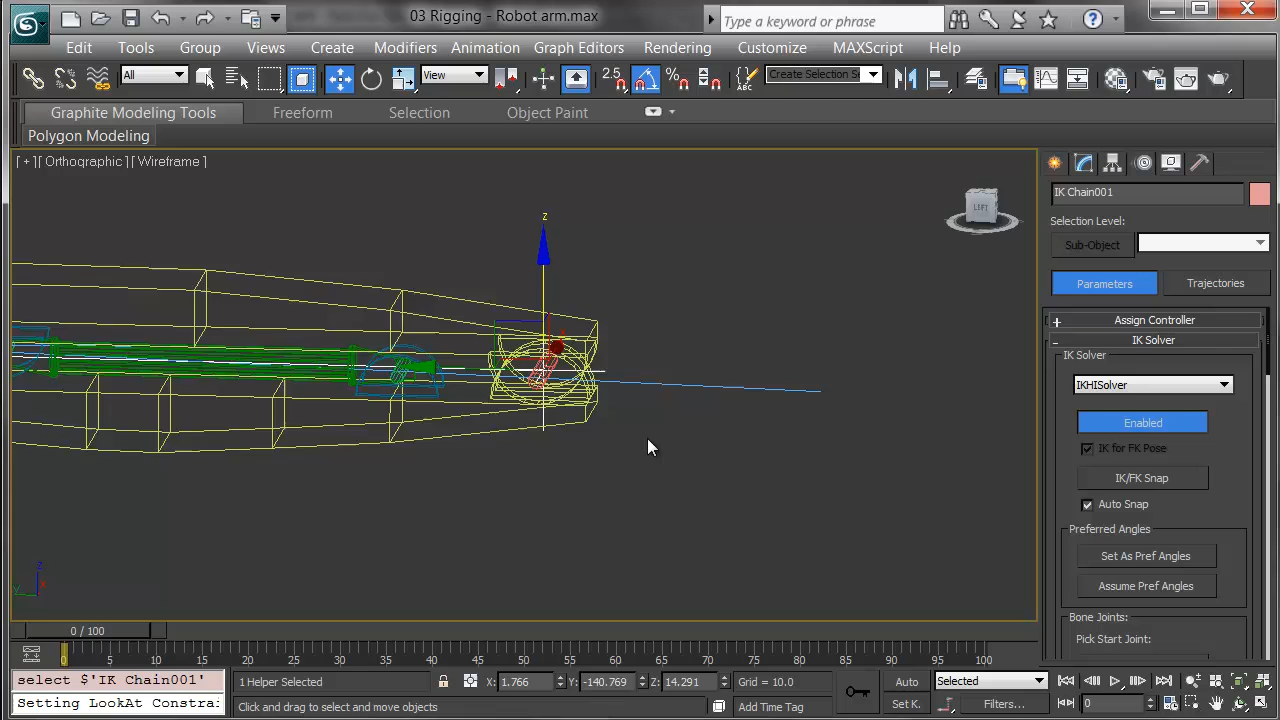 03 Rigging - Robot arm.max
Type a keyword or phrase
Edit Tools Group Views Create Modifiers Animation Graph Editors Rendering Customize MAXScript Help
All
View
2.5
ABC
Create Selection Se
Graphite Modeling Tools Freeform Selection Object Paint
Polygon Modeling
[ + ][ Orthographic ][ Wireframe ]
LEFT
z
IK Chain001
Selection Level:
Sub-Object
Parameters Trajectories
+ Assign Controller
- IK Solver
IK Solver
IKHISolver
Enabled
IK for FK Pose
IK/FK Snap
Auto Snap
Preferred Angles
Set As Pref Angles
Assume Pref Angles
Bone Joints:
Pick Start Joint:
z
x
y
0 / 100
0 5 10 15 20 25 30 35 40 45 50 55 60 65 70 75 80 85 90 95 100
select $'IK Chain001'
Setting LookAt Constra
1 Helper Selected
X: 1.766 Y: -140.769 Z: 14.291 Grid = 10.0
Click and drag to select and move objects
Add Time Tag
Auto Selected
Set K. Filters...
0